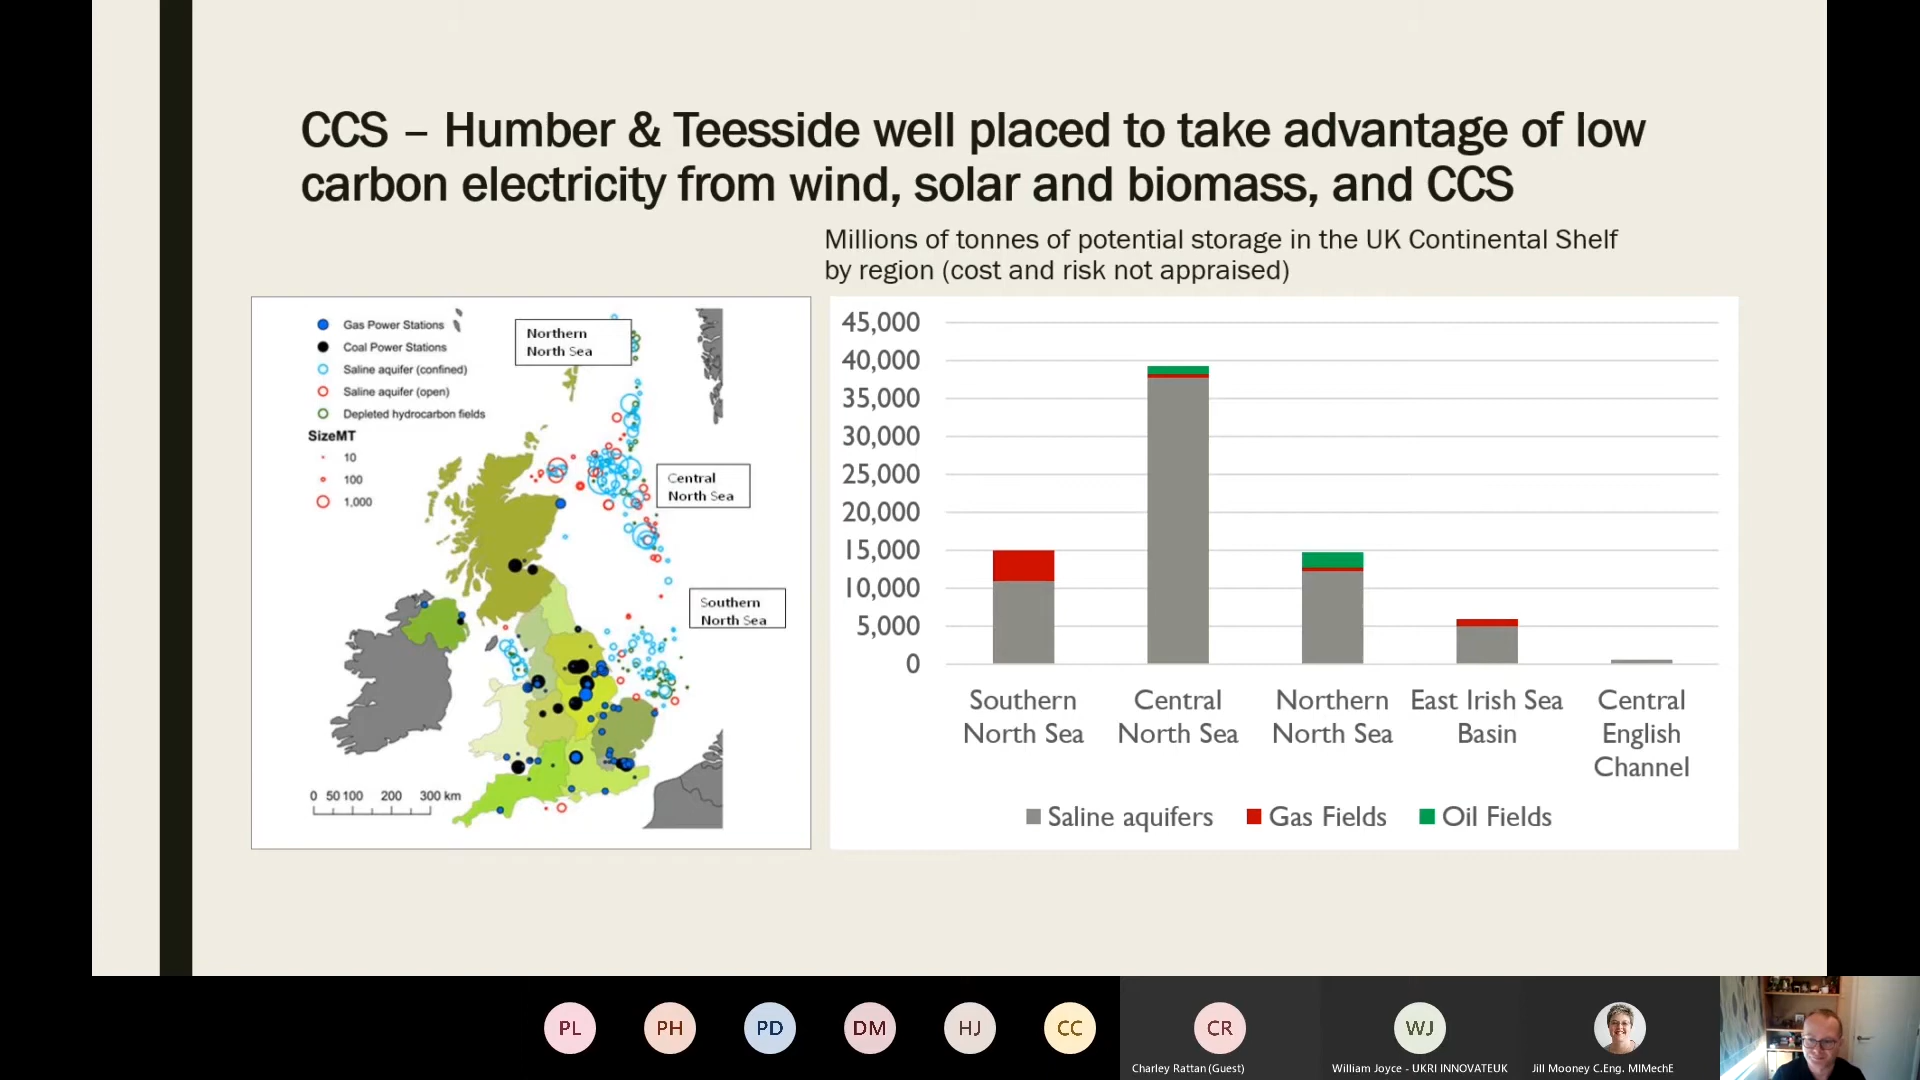 CCS – Humber & Teesside well placed to take advantage of low
carbon electricity from wind, solar and biomass, and CCS
Millions of tonnes of potential storage in the UK Continental Shelf
by region (cost and risk not appraised)
Gas Power Stations
Coal Power Stations
Saline aquifer (confined)
Saline aquifer (open)
Depleted hydrocarbon fields
SizeMT
10
100
1,000
Northern
North Sea
Central
North Sea
Southern
North Sea
0 50 100 200 300 km
45,000
40,000
35,000
30,000
25,000
20,000
15,000
10,000
5,000
0
Southern
North Sea
Central
North Sea
Northern
North Sea
East Irish Sea
Basin
Central
English
Channel
Saline aquifers Gas Fields Oil Fields
PL PH PD DM HJ CC CR WJ
Charley Rattan (Guest)
William Joyce - UKRI INNOVATEUK
Jill Mooney C.Eng. MIMechE